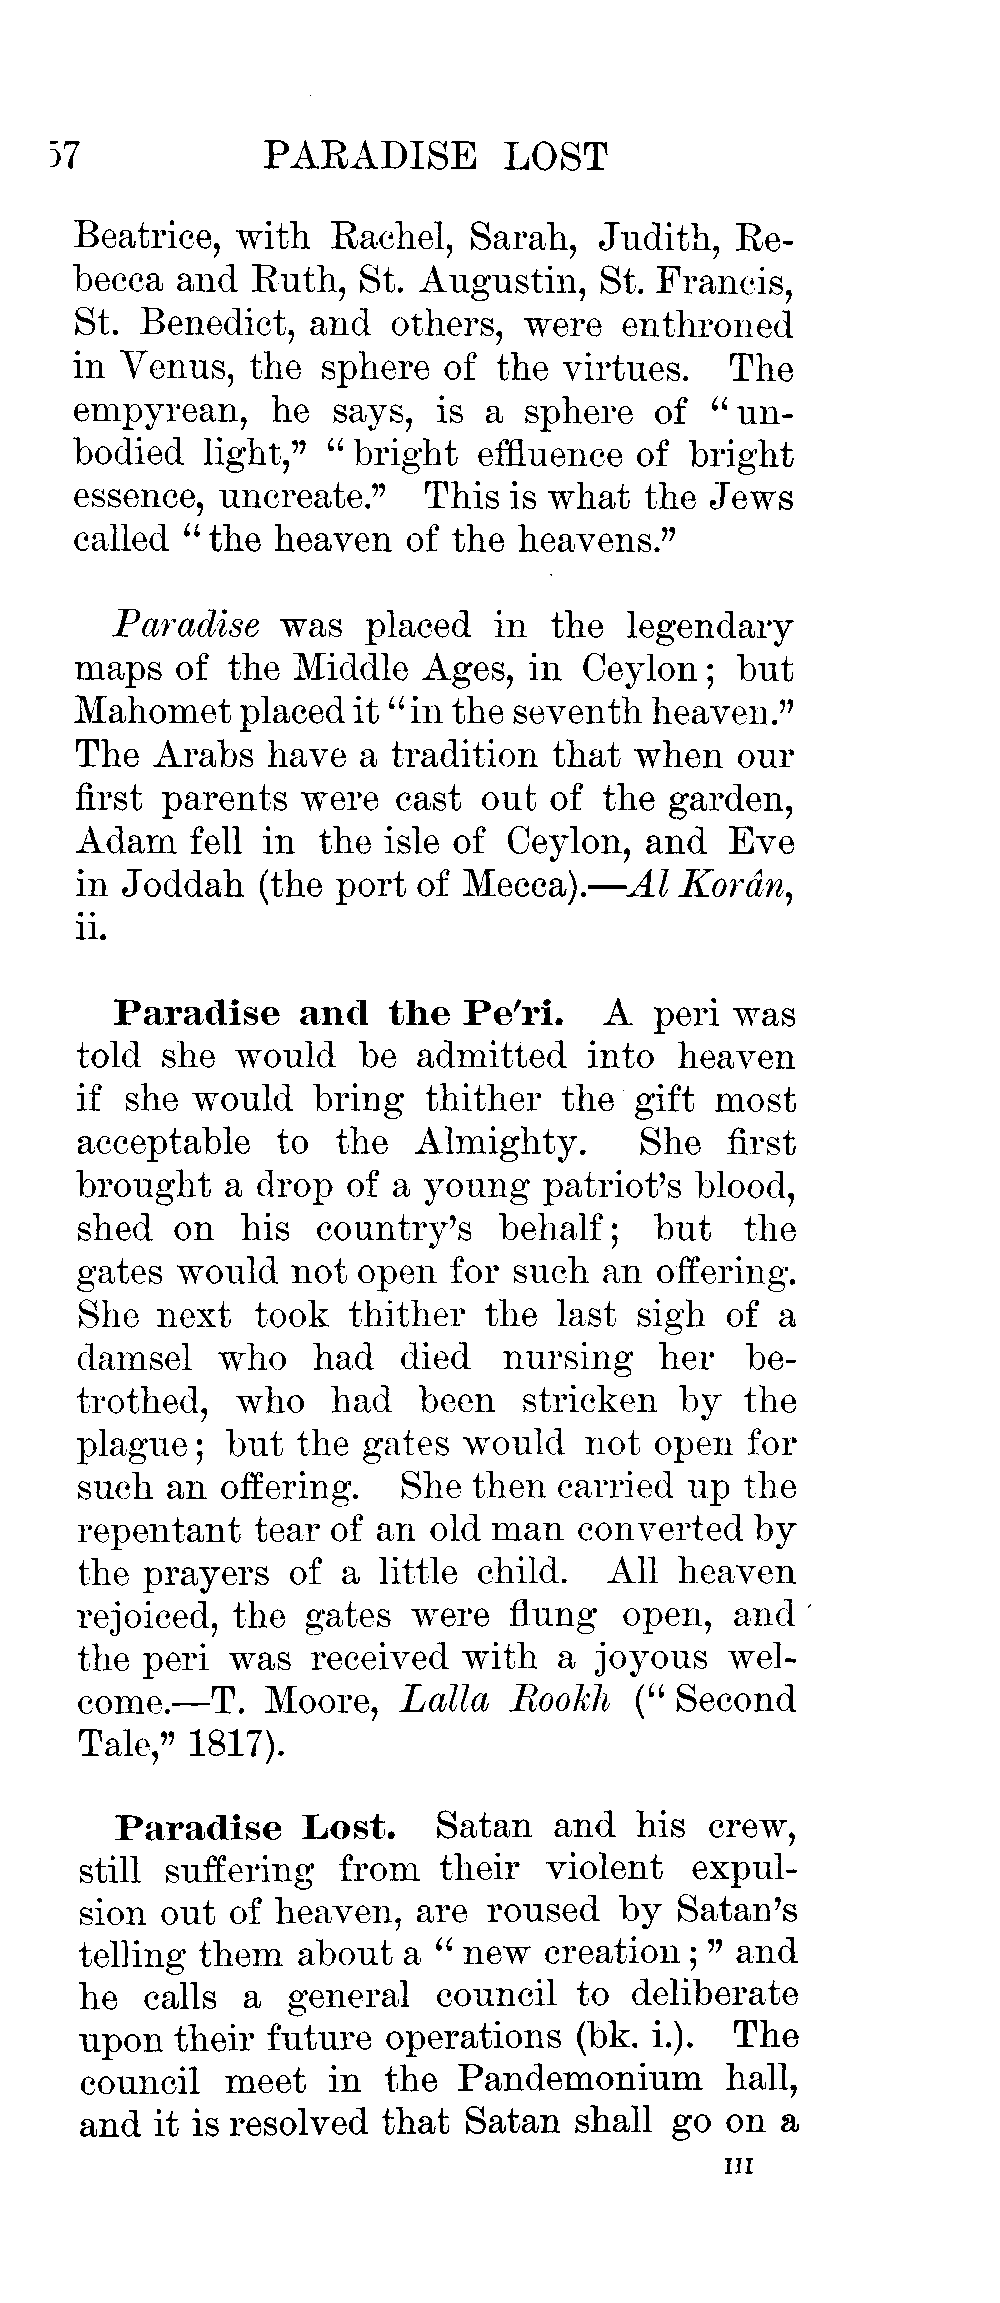 57 PARADISE LOST
Beatrice, with Rachel, Sarah, Judith, Re-
becca and Ruth, St. Augustin, St. Francis,
St. Benedict, and others, were enthroned
in Venus, the sphere of the virtues. The
empyrean, he says, is a sphere of “un-
bodied light,” “bright effluence of bright
essence, uncreate.” This is what the Jews
called “the heaven of the heavens.”
Paradise was placed in the legendary
maps of the Middle Ages, in Ceylon; but
Mahomet placed it “in the seventh heaven.”
The Arabs have a tradition that when our
first parents were cast out of the garden,
Adam fell in the isle of Ceylon, and Eve
in Joddah (the port of Mecca).—Al Korân,
ii.
Paradise and the Pe'ri. A peri was
told she would be admitted into heaven
if she would bring thither the gift most
acceptable to the Almighty. She first
brought a drop of a young patriot’s blood,
shed on his country’s behalf; but the
gates would not open for such an offering.
She next took thither the last sigh of a
damsel who had died nursing her be-
trothed, who had been stricken by the
plague; but the gates would not open for
such an offering. She then carried up the
repentant tear of an old man converted by
the prayers of a little child. All heaven
rejoiced, the gates were flung open, and
the peri was received with a joyous wel-
come.—T. Moore, Lalla Rookh (“Second
Tale,” 1817).
Paradise Lost. Satan and his crew,
still suffering from their violent expul-
sion out of heaven, are roused by Satan’s
telling them about a “new creation;” and
he calls a general council to deliberate
upon their future operations (bk. i.). The
council meet in the Pandemonium hall,
and it is resolved that Satan shall go on a
III